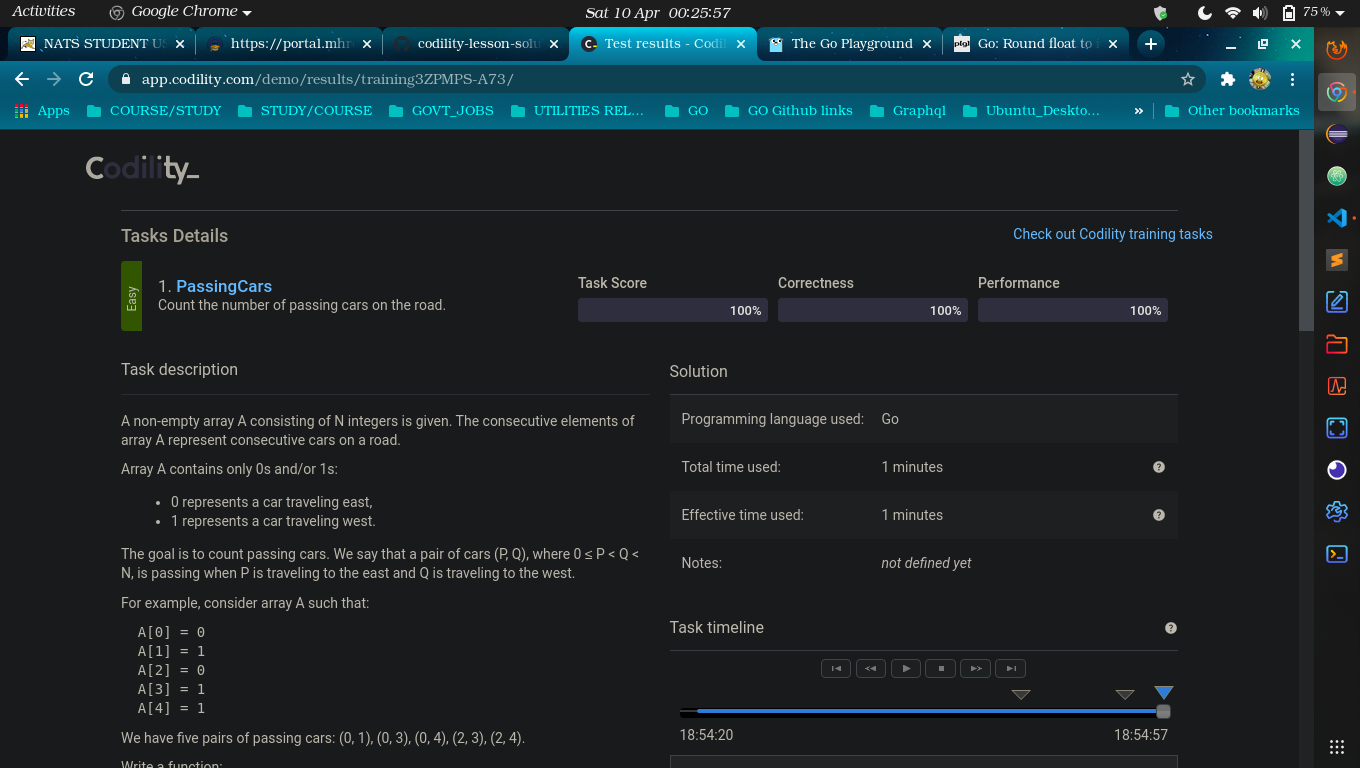 Activities
Google Chrome
Sat 10 Apr 00:25:57
75%
NATS STUDENT US
https://portal.mhr
codility-lesson-solu
Test results - Codil
The Go Playground
Go: Round float to
app.codility.com/demo/results/training3ZPMPS-A73/
Apps
COURSE/STUDY
STUDY/COURSE
GOVT_JOBS
UTILITIES REL...
GO
GO Github links
Graphql
Ubuntu_Deskto...
»
Other bookmarks
Codility_
Tasks Details
Check out Codility training tasks
Easy
1. PassingCars
Count the number of passing cars on the road.
Task Score
Correctness
Performance
100%
100%
100%
Task description
A non-empty array A consisting of N integers is given. The consecutive elements of
array A represent consecutive cars on a road.
Array A contains only 0s and/or 1s:
• 0 represents a car traveling east,
• 1 represents a car traveling west.
The goal is to count passing cars. We say that a pair of cars (P, Q), where 0 ≤ P < Q <
N, is passing when P is traveling to the east and Q is traveling to the west.
For example, consider array A such that:
A[0] = 0
A[1] = 1
A[2] = 0
A[3] = 1
A[4] = 1
We have five pairs of passing cars: (0, 1), (0, 3), (0, 4), (2, 3), (2, 4).
Write a function:
Solution
Programming language used: Go
Total time used: 1 minutes
Effective time used: 1 minutes
Notes: not defined yet
Task timeline
18:54:20
18:54:57